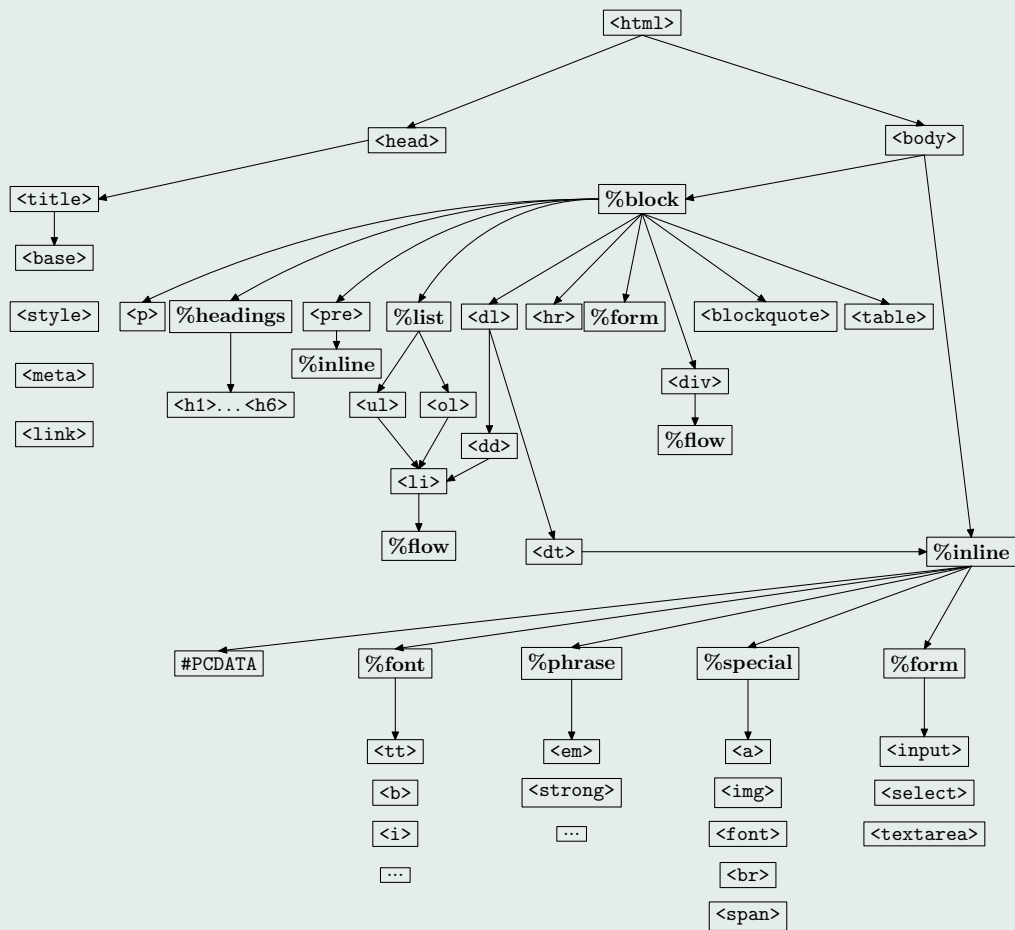 <html>
<head>
<body>
<title>
%block
<base>
<style>
<p>
%headings
<pre>
%list
<dl>
<hr>
%form
<blockquote>
<table>
%inline
<meta>
<h1>...<h6>
<ul>
<ol>
<div>
<link>
<dd>
%flow
<li>
%flow
<dt>
%inline
#PCDATA
%font
%phrase
%special
%form
<tt>
<em>
<a>
<input>
<b>
<strong>
<img>
<select>
<i>
...
<font>
<textarea>
...
<br>
<span>